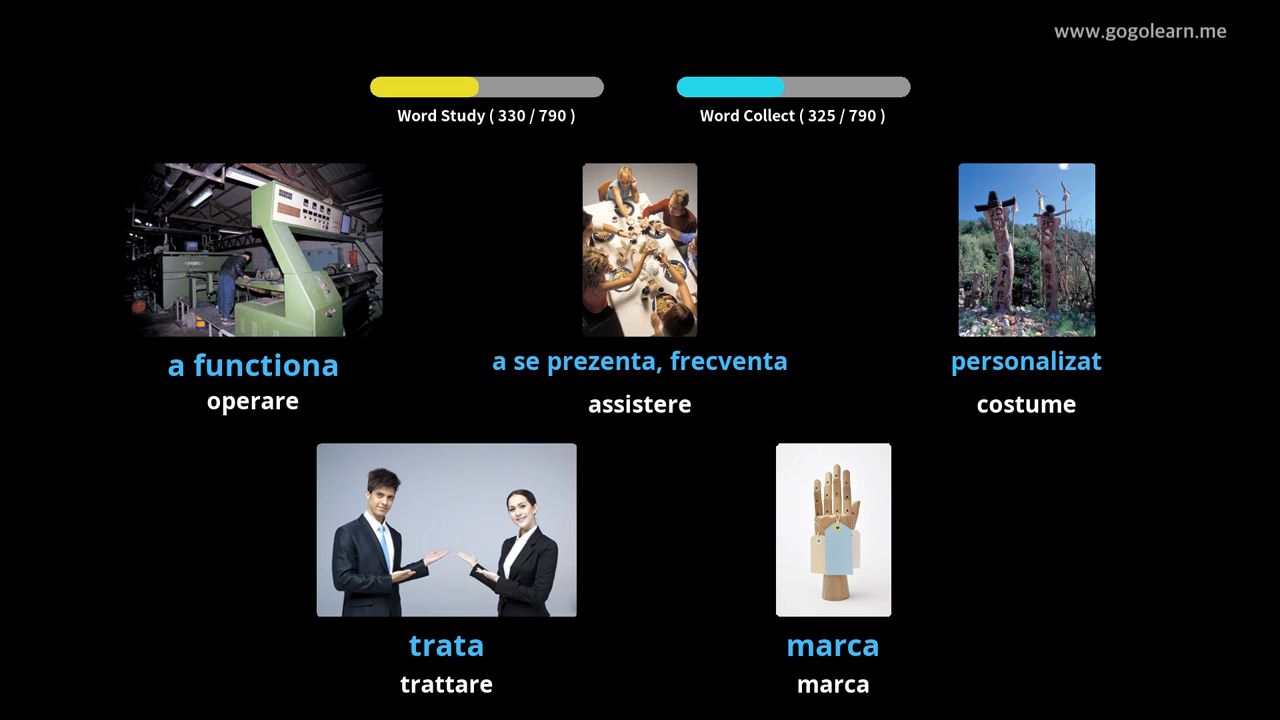 www.gogolearn.me
Word Study ( 330 / 790 )
Word Collect ( 325 / 790 )
a functiona
operare
a se prezenta, frecventa
assistere
personalizat
costume
trata
trattare
marca
marca